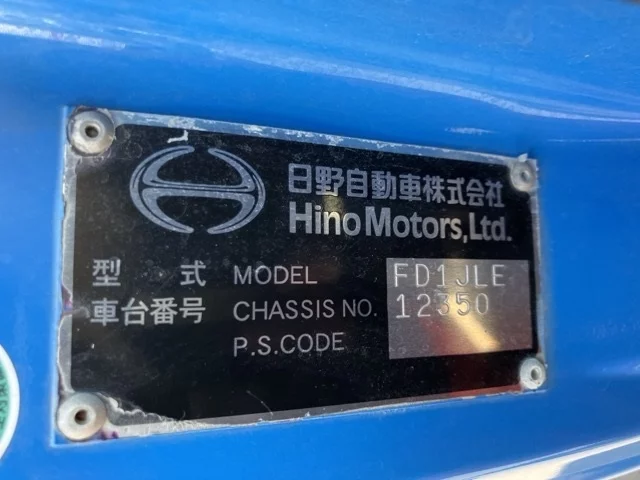 日野自動車株式会社
Hino Motors, Ltd.
型 式 MODEL FD1JLE
車台番号 CHASSIS NO. 12350
P.S.CODE